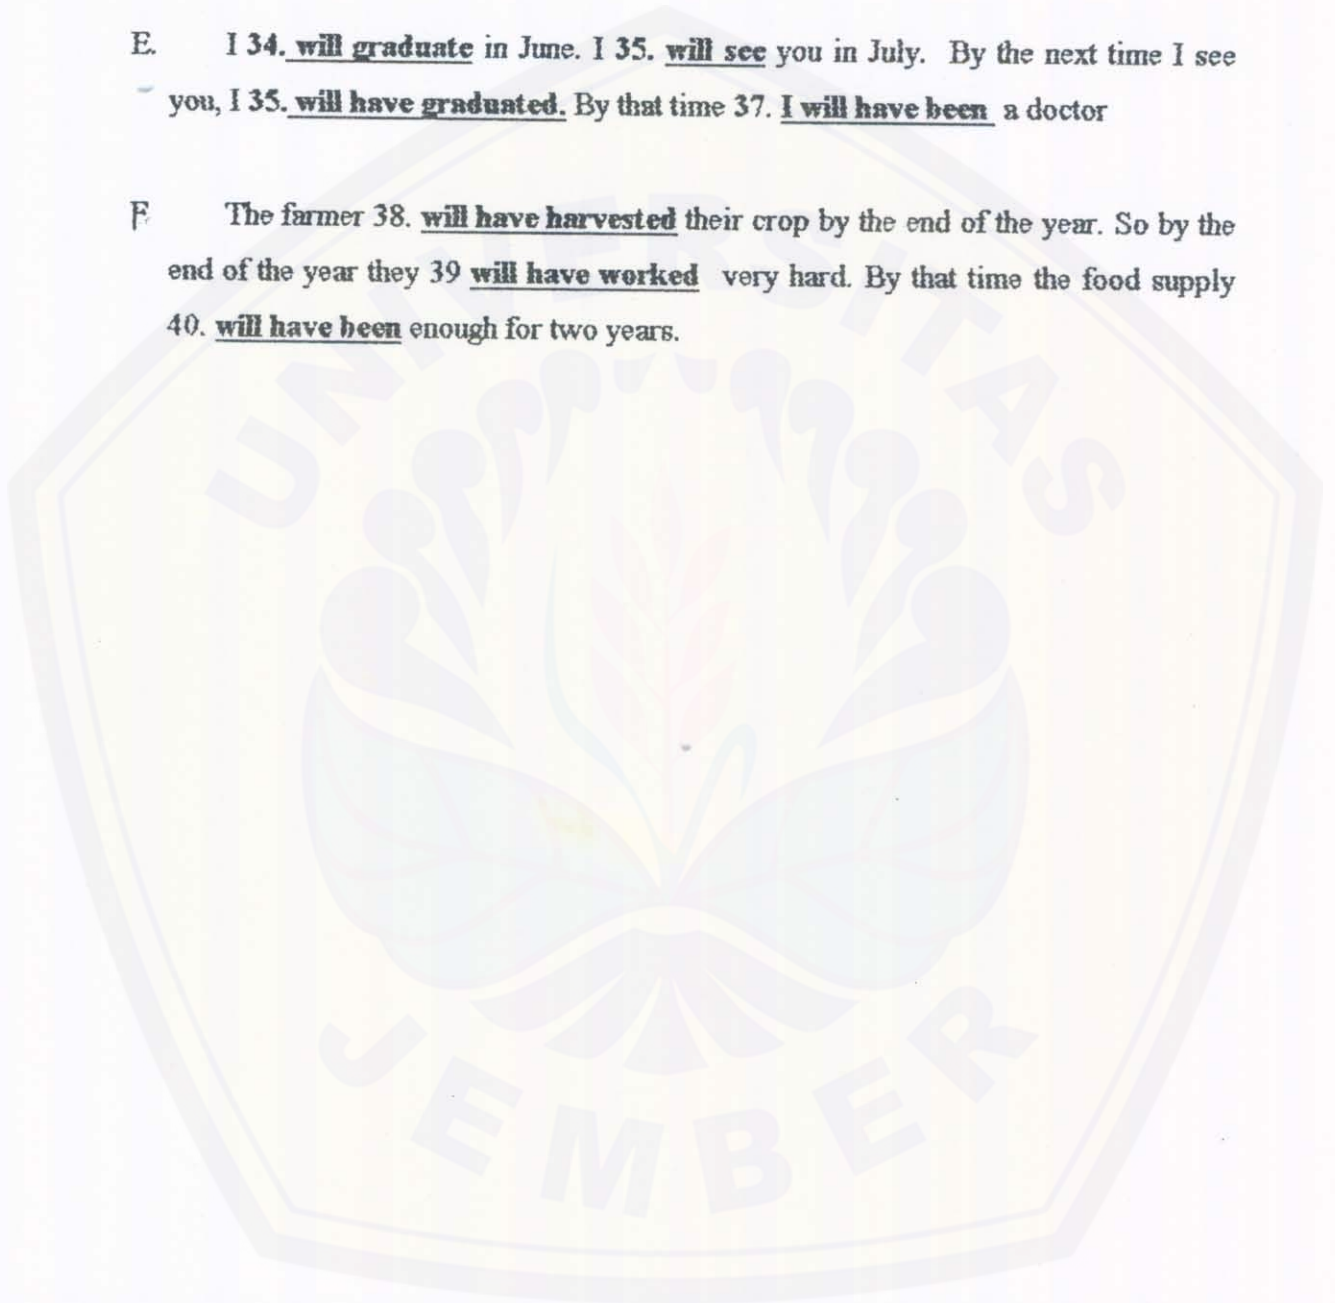 E. I 34. will graduate in June. I 35. will see you in July. By the next time I see
you, I 35. will have graduated. By that time 37. I will have been a doctor
F The farmer 38. will have harvested their crop by the end of the year. So by the
end of the year they 39 will have worked very hard. By that time the food supply
40. will have been enough for two years.
UNIVERSITAS
JEMBER